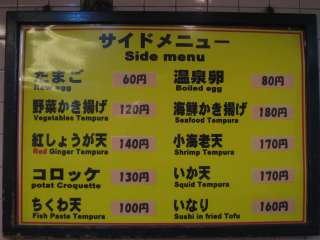 サイドメニュー
Side menu
たまご 60円
Raw egg
野菜かき揚げ 120円
Vegetables Tempura
紅しょうが天 140円
Red Ginger Tempura
コロッケ 130円
potat Croquette
ちくわ天 100円
Fish Paste Tempura
温泉卵 80円
Boiled egg
海鮮かき揚げ 180円
Seafood Tempura
小海老天 170円
Shrimp Tempura
いか天 170円
Squid Tempura
いなり 160円
Sushi in fried Tofu